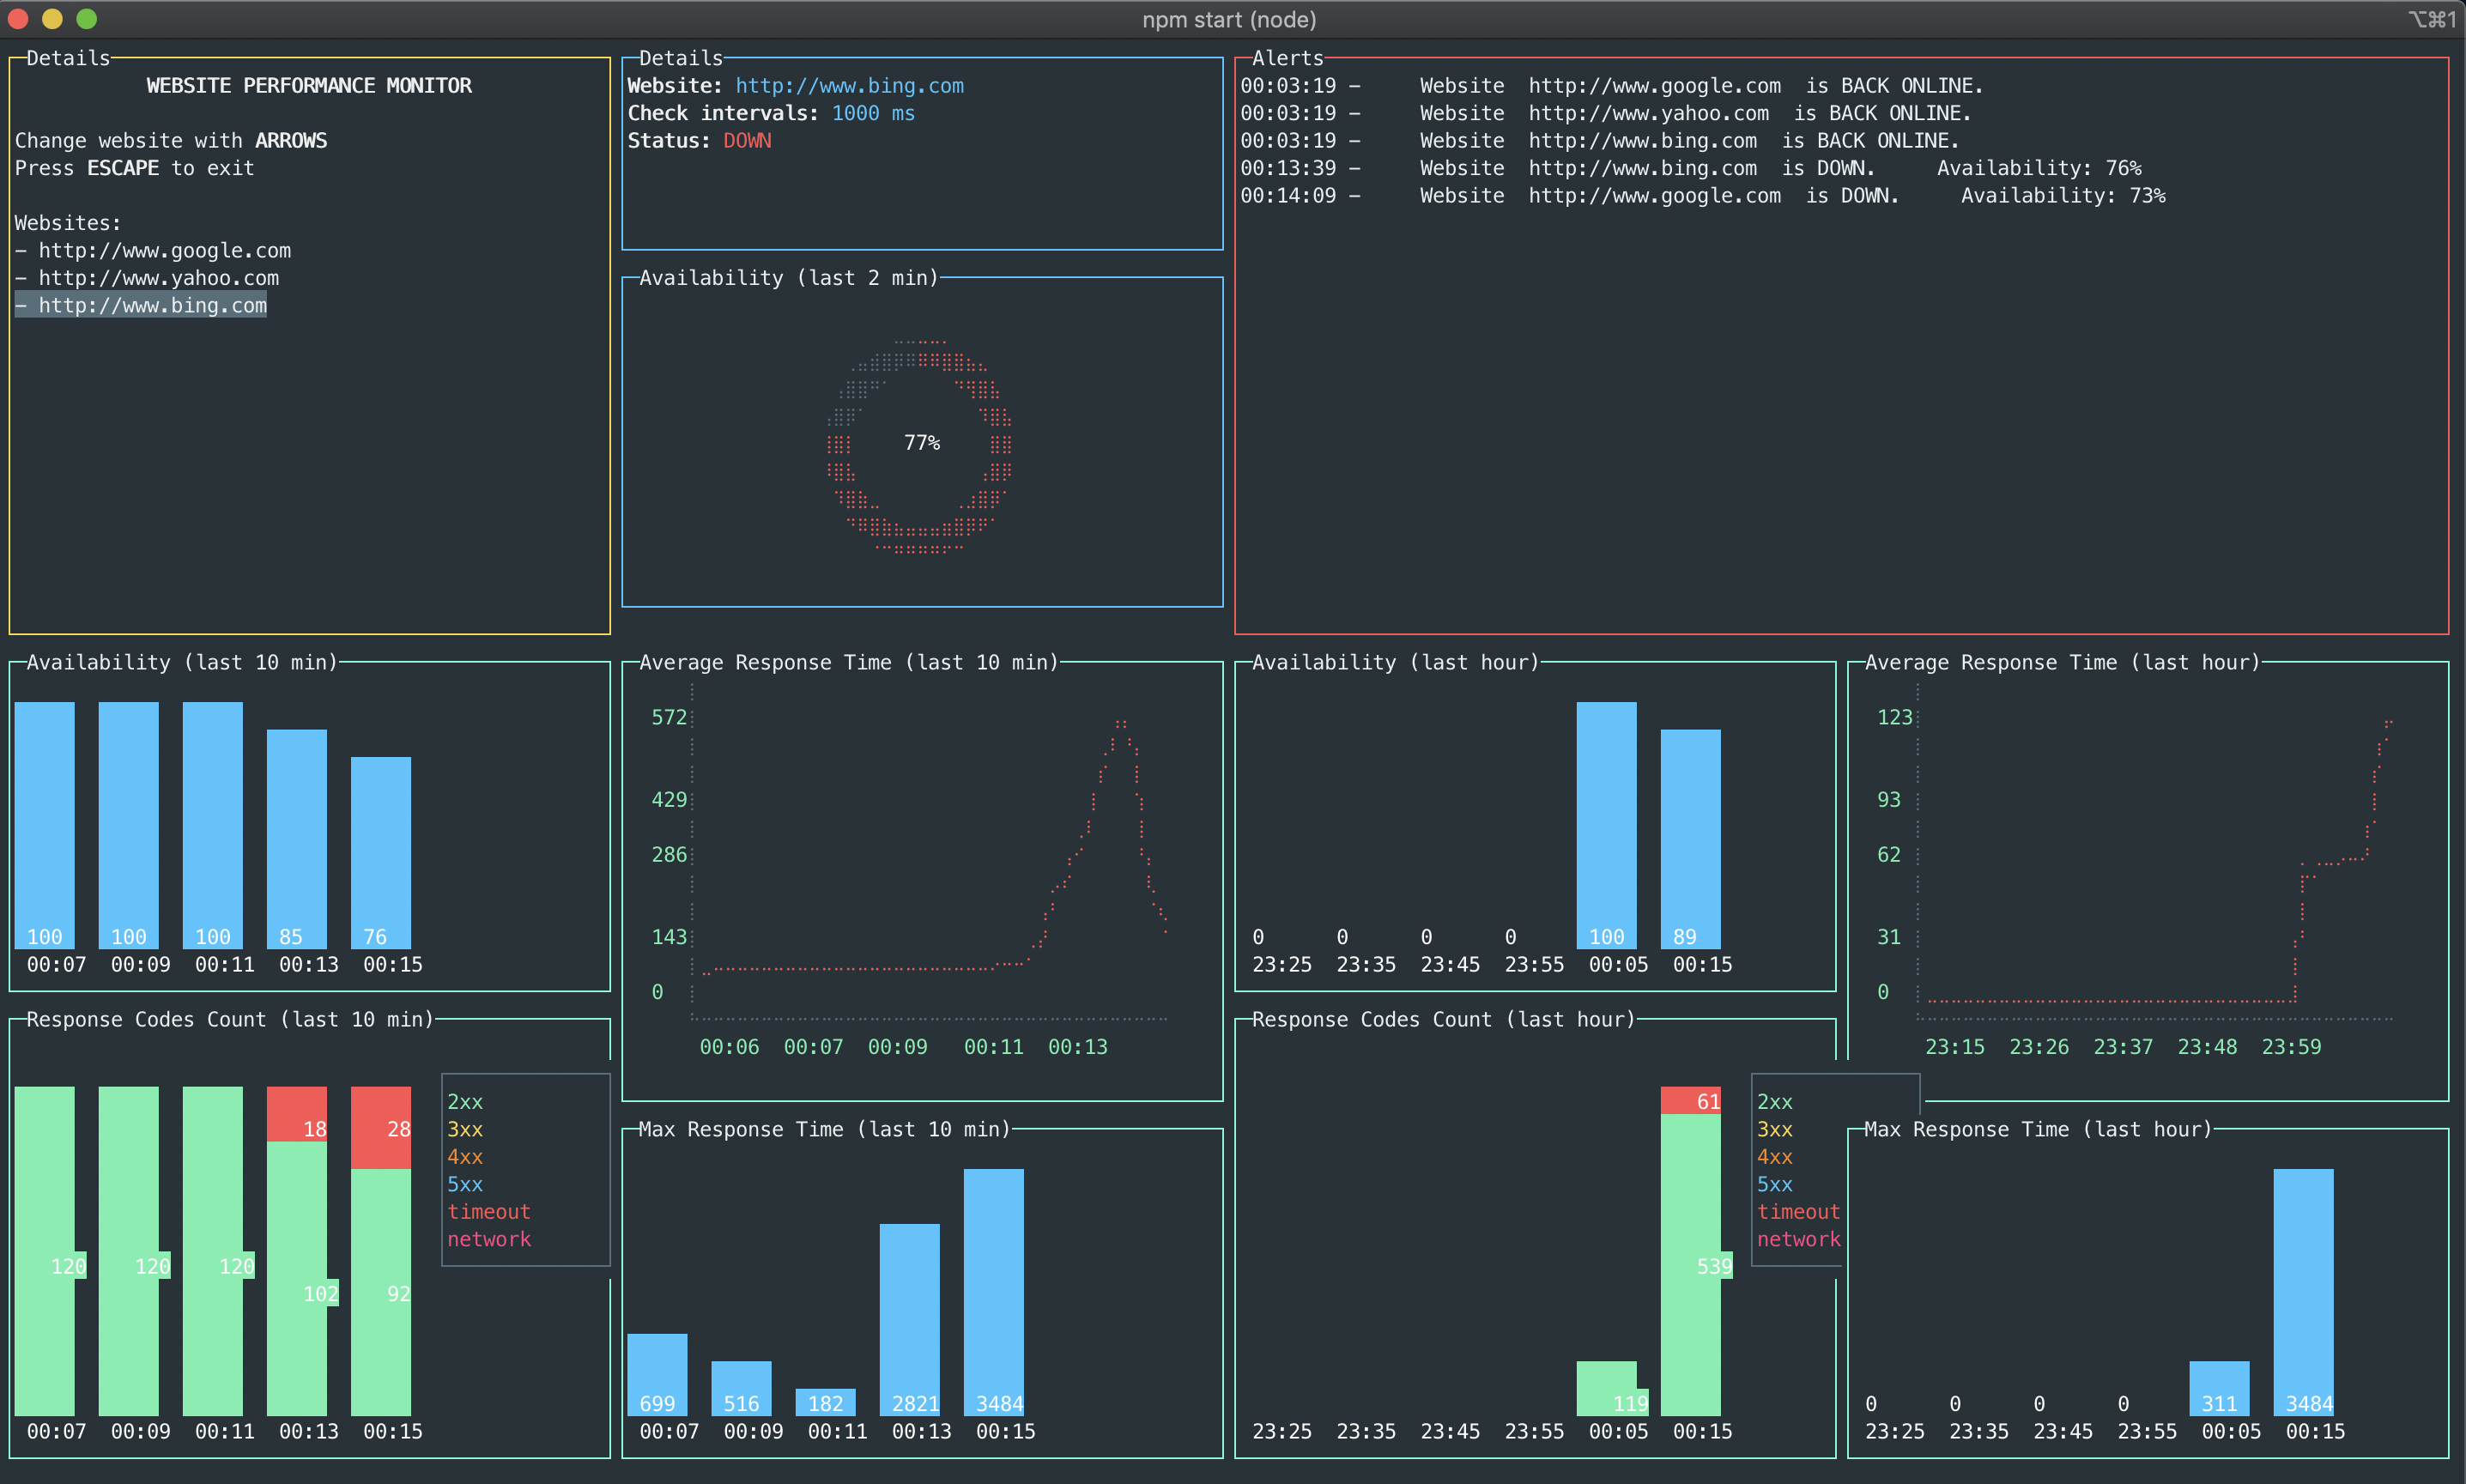 npm start (node)
⌥⌘1
Details
WEBSITE PERFORMANCE MONITOR
Change website with ARROWS
Press ESCAPE to exit
Websites:
– http://www.google.com
– http://www.yahoo.com
– http://www.bing.com
Details
Website: http://www.bing.com
Check intervals: 1000 ms
Status: DOWN
Availability (last 2 min)
77%
Alerts
00:03:19 – Website http://www.google.com is BACK ONLINE.
00:03:19 – Website http://www.yahoo.com is BACK ONLINE.
00:03:19 – Website http://www.bing.com is BACK ONLINE.
00:13:39 – Website http://www.bing.com is DOWN. Availability: 76%
00:14:09 – Website http://www.google.com is DOWN. Availability: 73%
Availability (last 10 min)
100 100 100 85 76
00:07 00:09 00:11 00:13 00:15
Average Response Time (last 10 min)
572
429
286
143
0
00:06 00:07 00:09 00:11 00:13
Availability (last hour)
0 0 0 0 100 89
23:25 23:35 23:45 23:55 00:05 00:15
Average Response Time (last hour)
123
93
62
31
0
23:15 23:26 23:37 23:48 23:59
Response Codes Count (last 10 min)
18 28
120 120 120
102 92
00:07 00:09 00:11 00:13 00:15
2xx
3xx
4xx
5xx
timeout
network
Max Response Time (last 10 min)
699 516 182 2821 3484
00:07 00:09 00:11 00:13 00:15
Response Codes Count (last hour)
61
539
119
23:25 23:35 23:45 23:55 00:05 00:15
2xx
3xx
4xx
5xx
timeout
network
Max Response Time (last hour)
0 0 0 0 311 3484
23:25 23:35 23:45 23:55 00:05 00:15